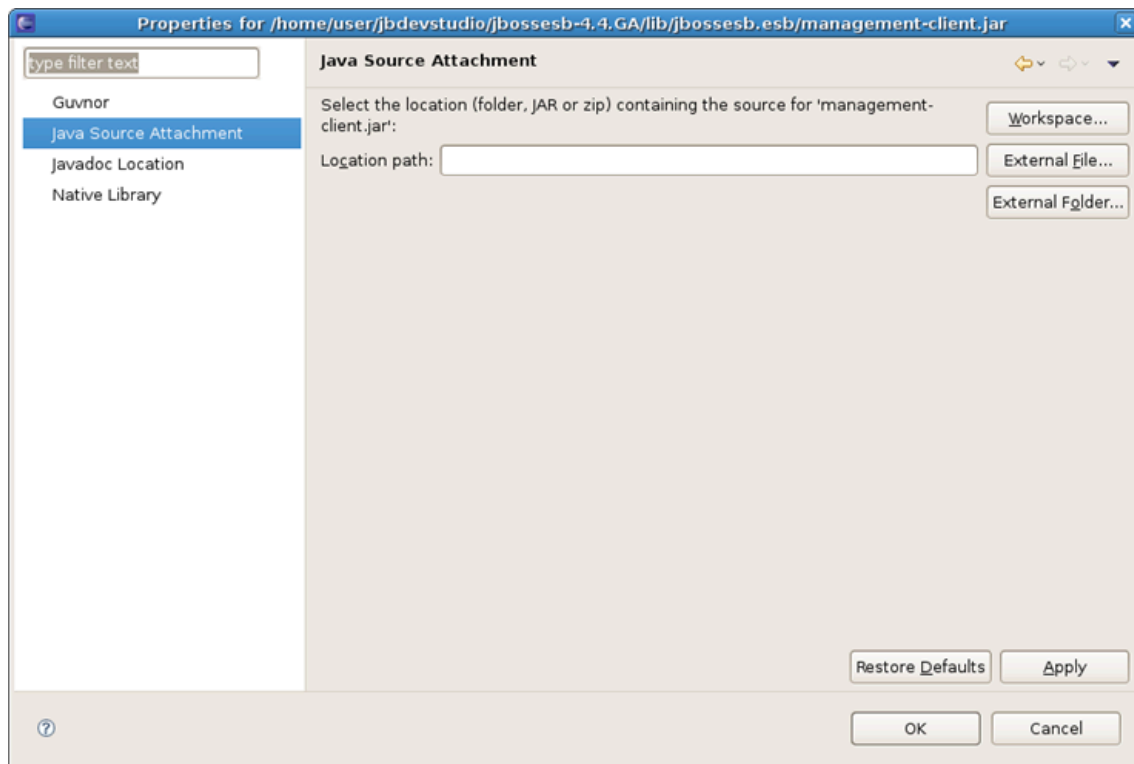 Properties for /home/user/jbdevstudio/jbossesb-4.4.GA/lib/jbossesb.esb/management-client.jar
type filter text
Guvnor
Java Source Attachment
Javadoc Location
Native Library
Java Source Attachment
Select the location (folder, JAR or zip) containing the source for 'management-
client.jar':
Workspace...
Location path:
External File...
External Folder...
Restore Defaults
Apply
OK
Cancel